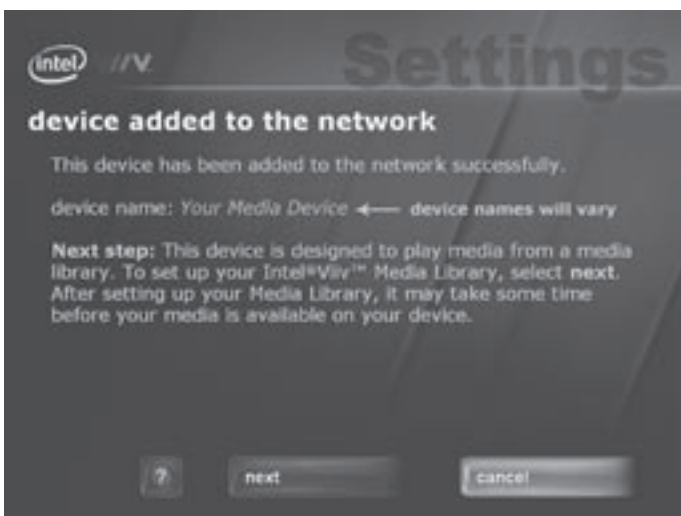 intel //V.
Settings
device added to the network
This device has been added to the network successfully.
device name: Your Media Device ← device names will vary
Next step: This device is designed to play media from a media
library. To set up your Intel®Viiv™ Media Library, select next.
After setting up your Media Library, it may take some time
before your media is available on your device.
? next cancel